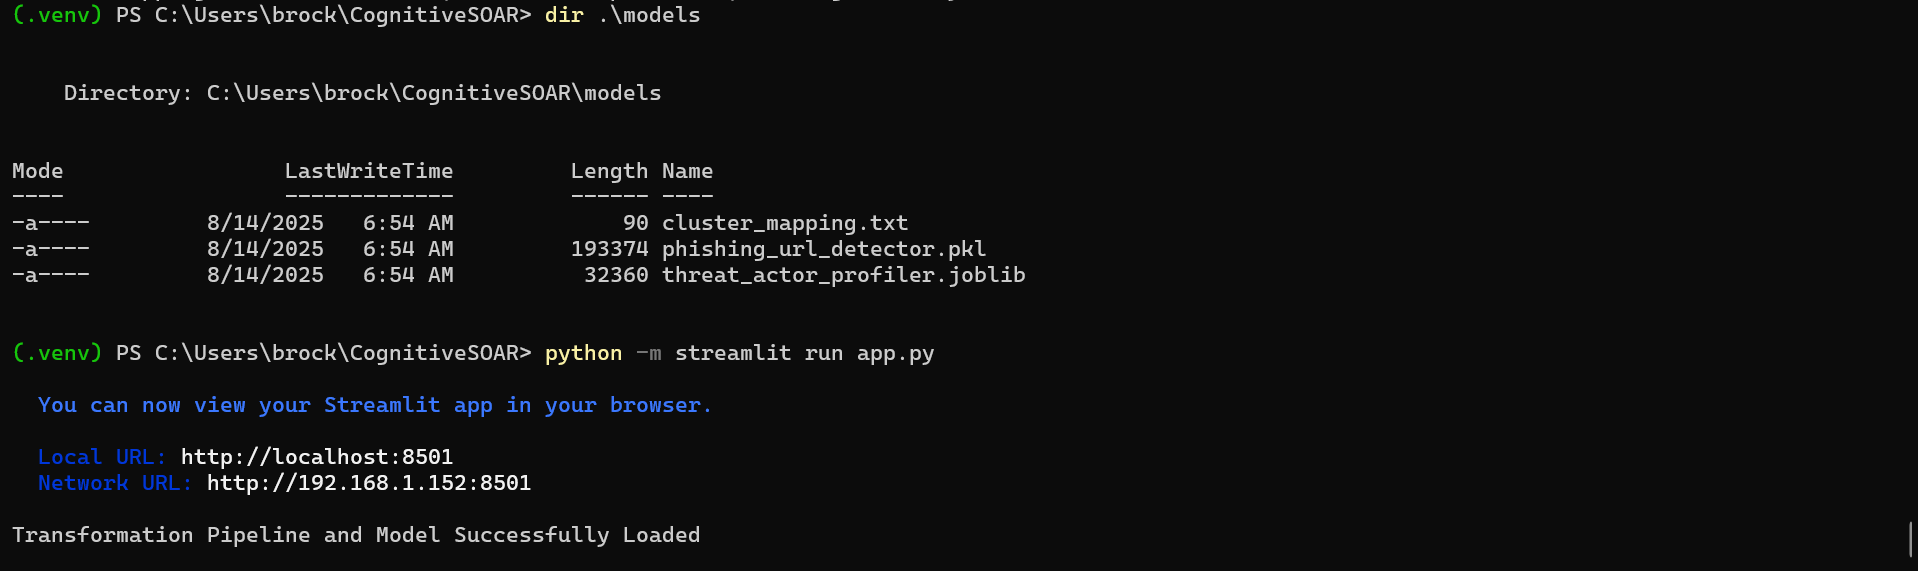 (.venv) PS C:\Users\brock\CognitiveSOAR> dir .\models
Directory: C:\Users\brock\CognitiveSOAR\models
Mode                 LastWriteTime         Length Name
----                 -------------         ------ ----
-a----         8/14/2025   6:54 AM             90 cluster_mapping.txt
-a----         8/14/2025   6:54 AM         193374 phishing_url_detector.pkl
-a----         8/14/2025   6:54 AM          32360 threat_actor_profiler.joblib
(.venv) PS C:\Users\brock\CognitiveSOAR> python -m streamlit run app.py
You can now view your Streamlit app in your browser.
Local URL: http://localhost:8501
Network URL: http://192.168.1.152:8501
Transformation Pipeline and Model Successfully Loaded